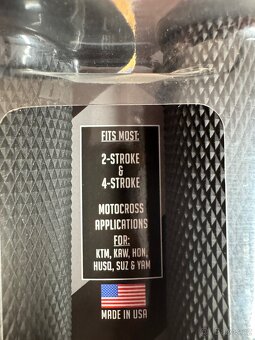 FITS MOST:
2-STROKE
&
4-STROKE
MOTOCROSS
APPLICATIONS
FOR:
KTM, KAW, HON,
HUSQ, SUZ & YAM
MADE IN USA